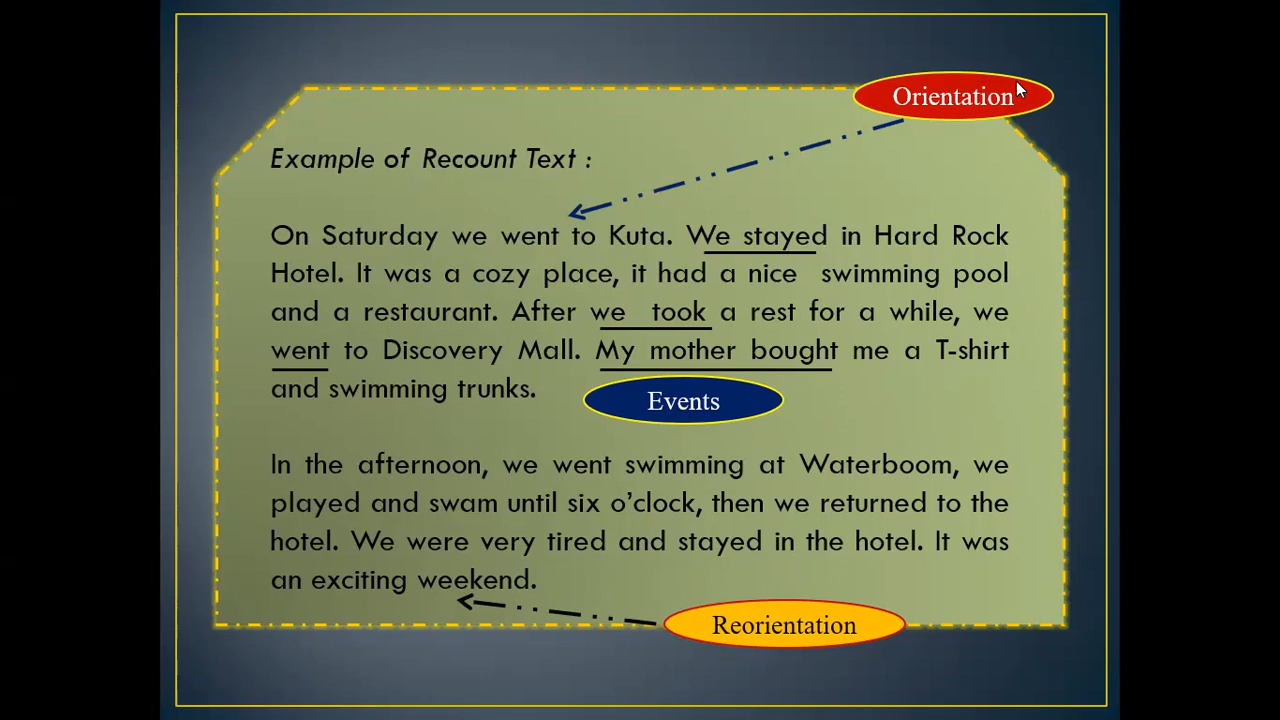 Orientation
Example of Recount Text :
On Saturday we went to Kuta. We stayed in Hard Rock
Hotel. It was a cozy place, it had a nice swimming pool
and a restaurant. After we took a rest for a while, we
went to Discovery Mall. My mother bought me a T-shirt
and swimming trunks.
Events
In the afternoon, we went swimming at Waterboom, we
played and swam until six o’clock, then we returned to the
hotel. We were very tired and stayed in the hotel. It was
an exciting weekend.
Reorientation